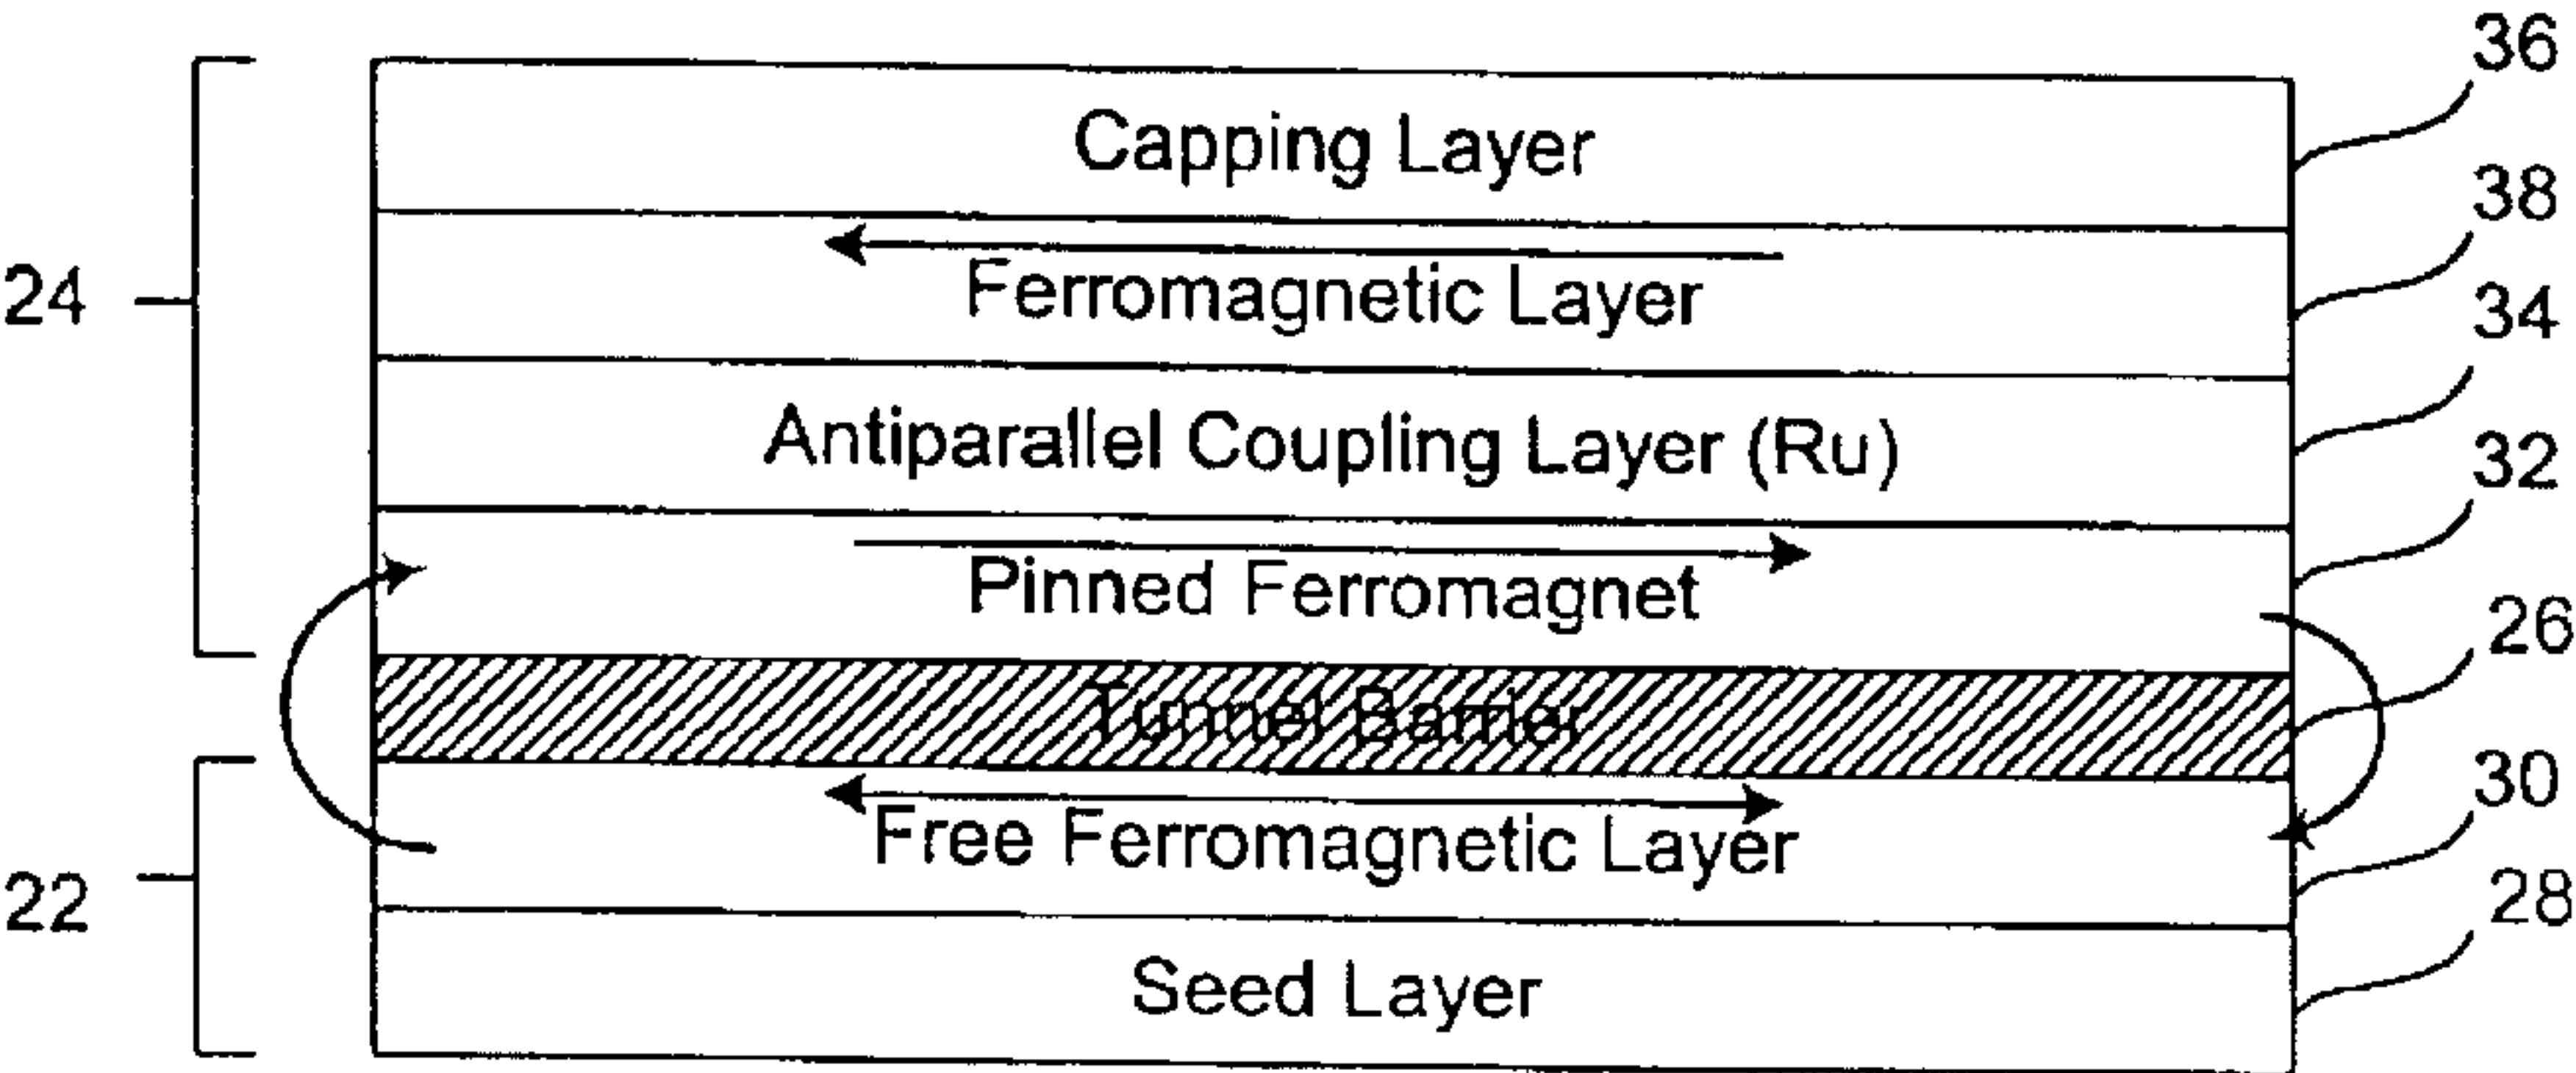 36
Capping Layer
38
24
Ferromagnetic Layer
34
Antiparallel Coupling Layer (Ru)
32
Pinned Ferromagnet
26
Tunnel Barrier
30
Free Ferromagnetic Layer
22
28
Seed Layer